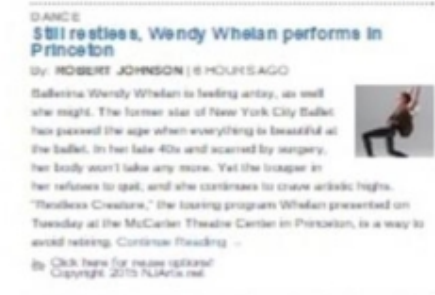 DANCE
Still restless, Wendy Whelan performs in
Princeton
By: ROBERT JOHNSON | 6 HOURS AGO
Ballerina Wendy Whelan is feeling antsy, as well
she might. The former star of New York City Ballet
has passed the age when everything is beautiful at
the ballet. In her late 40s and scarred by surgery,
her body won't take any more. Yet the trouper in
her refuses to quit, and she continues to crave artistic highs.
"Restless Creature," the touring program Whelan presented on
Tuesday at the McCarter Theatre Center in Princeton, is a way to
avoid retiring. Continue Reading →
Click here for reuse options!
Copyright 2015 NJArts.net